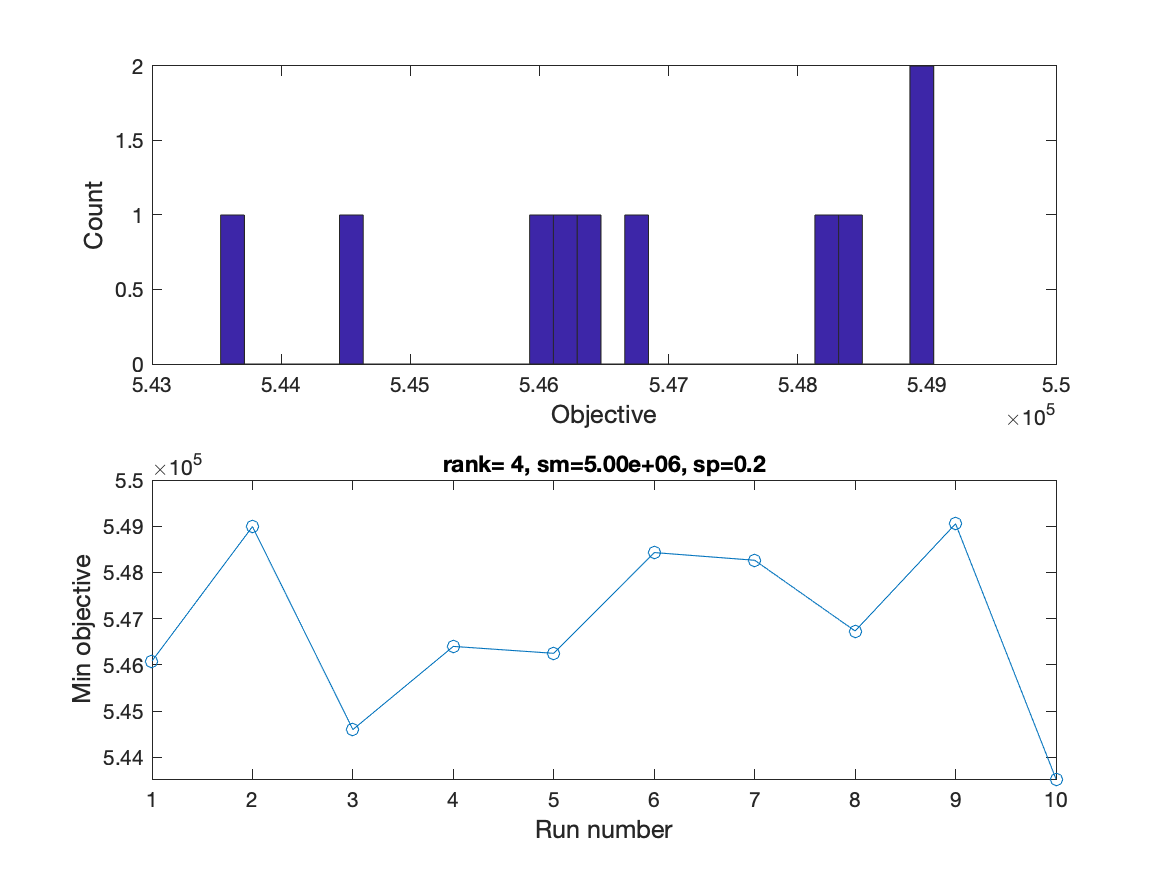 2
1.5
1
0.5
0
Count
5.43 5.44 5.45 5.46 5.47 5.48 5.49 5.5
Objective
×10^5
rank= 4, sm=5.00e+06, sp=0.2
×10^5
5.5
5.49
5.48
5.47
5.46
5.45
5.44
Min objective
1 2 3 4 5 6 7 8 9 10
Run number